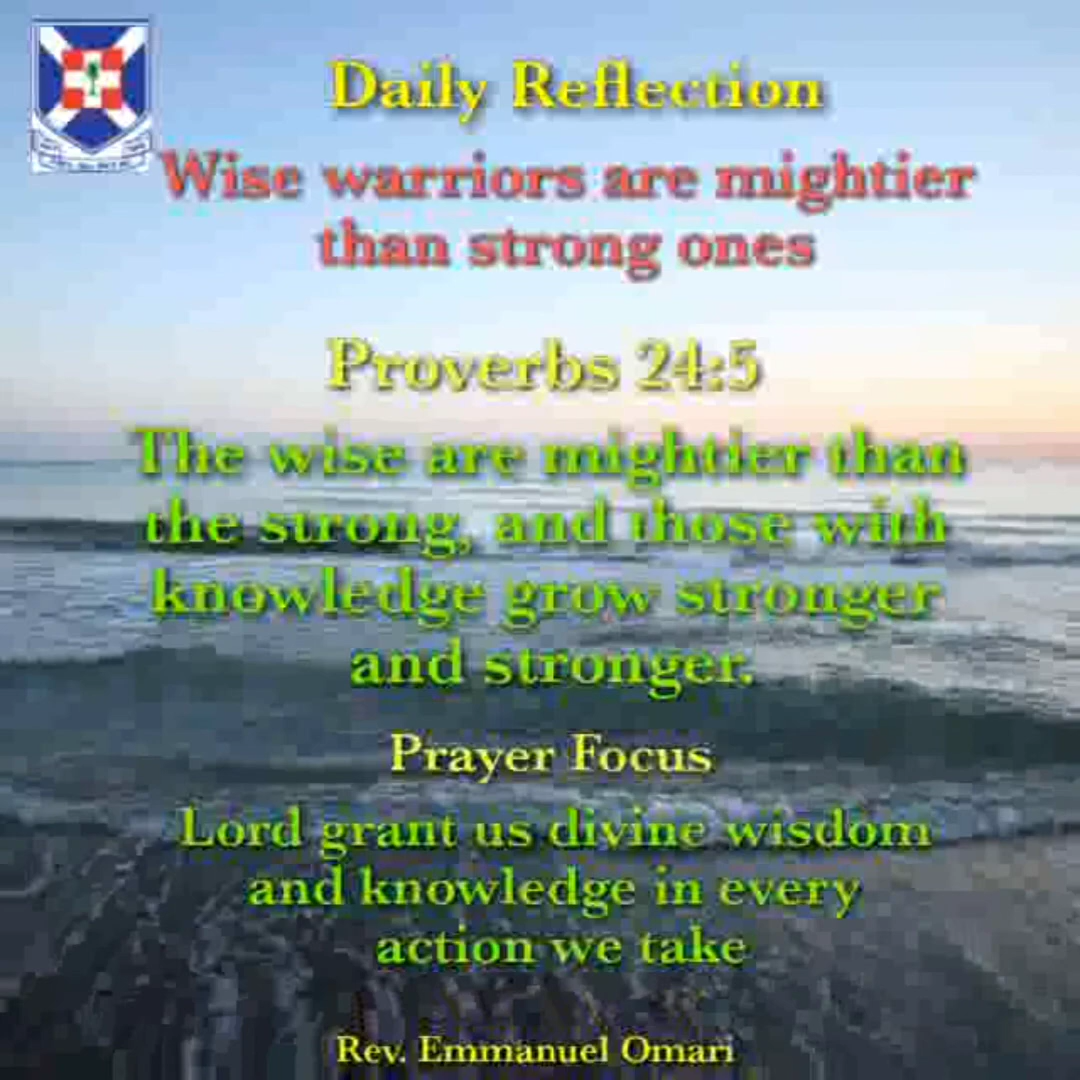 Daily Reflection
Wise warriors are mightier
than strong ones
Proverbs 24:5
The wise are mightier than
the strong, and those with
knowledge grow stronger
and stronger.
Prayer Focus
Lord grant us divine wisdom
and knowledge in every
action we take
Rev. Emmanuel Omari